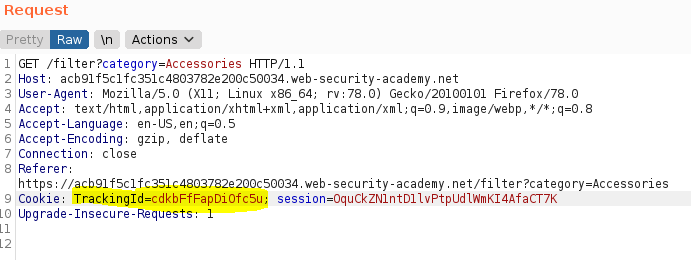 Request
Pretty Raw \n Actions
1 GET /filter?category=Accessories HTTP/1.1
2 Host: acb91f5c1fc351c4803782e200c50034.web-security-academy.net
3 User-Agent: Mozilla/5.0 (X11; Linux x86_64; rv:78.0) Gecko/20100101 Firefox/78.0
4 Accept: text/html,application/xhtml+xml,application/xml;q=0.9,image/webp,*/*;q=0.8
5 Accept-Language: en-US,en;q=0.5
6 Accept-Encoding: gzip, deflate
7 Connection: close
8 Referer:
https://acb91f5c1fc351c4803782e200c50034.web-security-academy.net/filter?category=Accessories
9 Cookie: TrackingId=cdkbFfFapDiOfc5u; session=OquCkZN1ntD1lvPtpUdlWmKI4AfaCT7K
10 Upgrade-Insecure-Requests: 1
11
12